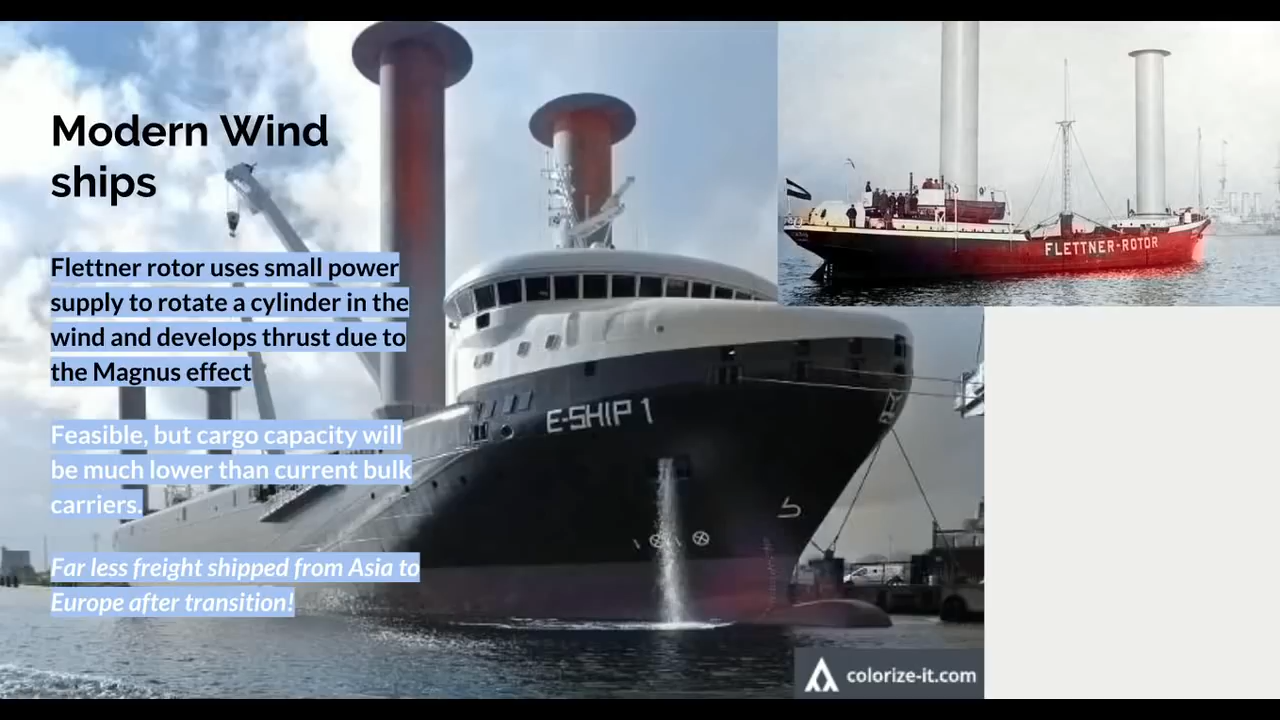 Modern Wind
ships
Flettner rotor uses small power
supply to rotate a cylinder in the
wind and develops thrust due to
the Magnus effect
Feasible, but cargo capacity will
be much lower than current bulk
carriers.
Far less freight shipped from Asia to
Europe after transition!
E-SHIP 1
FLETTNER-ROTOR
colorize-it.com